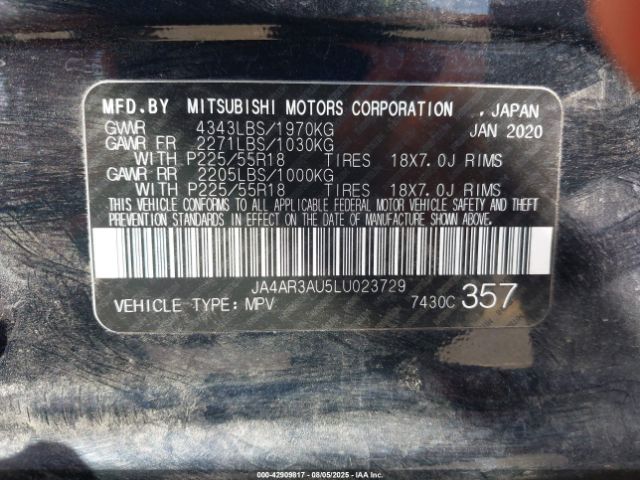 MFD.BY MITSUBISHI MOTORS CORPORATION , JAPAN
GVWR 4343LBS/1970KG JAN 2020
GAWR FR 2271LBS/1030KG
WITH P225/55R18 TIRES 18X7.0J RIMS
GAWR RR 2205LBS/1000KG
WITH P225/55R18 TIRES 18X7.0J RIMS
THIS VEHICLE CONFORMS TO ALL APPLICABLE FEDERAL MOTOR VEHICLE SAFETY AND THEFT
PREVENTION STANDARDS IN EFFECT ON THE DATE OF MANUFACTURE SHOWN ABOVE.
JA4AR3AU5LU023729
VEHICLE TYPE: MPV 7430C 357
000-42909817 - 08/05/2025 - IAA Inc.